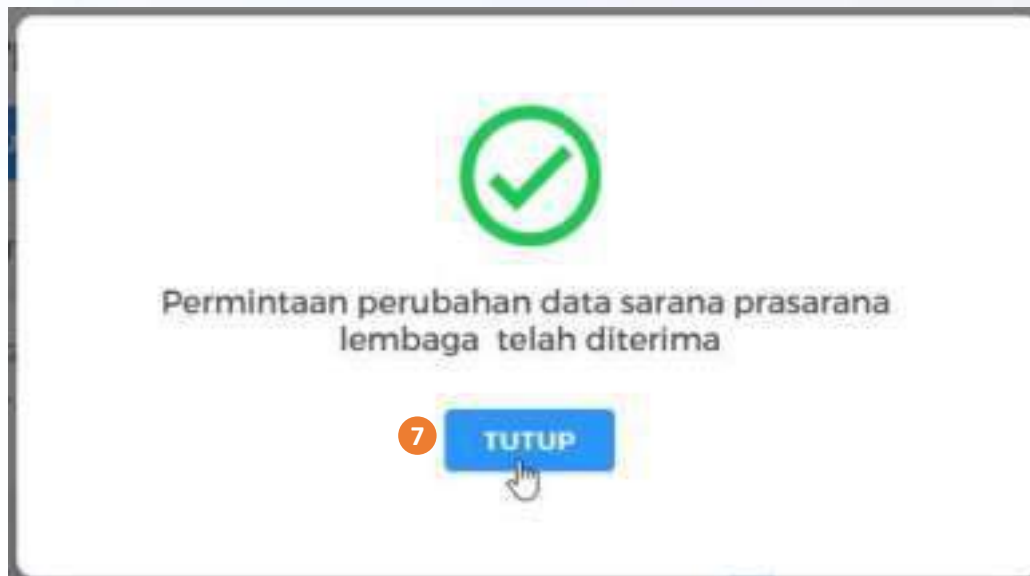 Permintaan perubahan data sarana prasarana
lembaga telah diterima
7 TUTUP